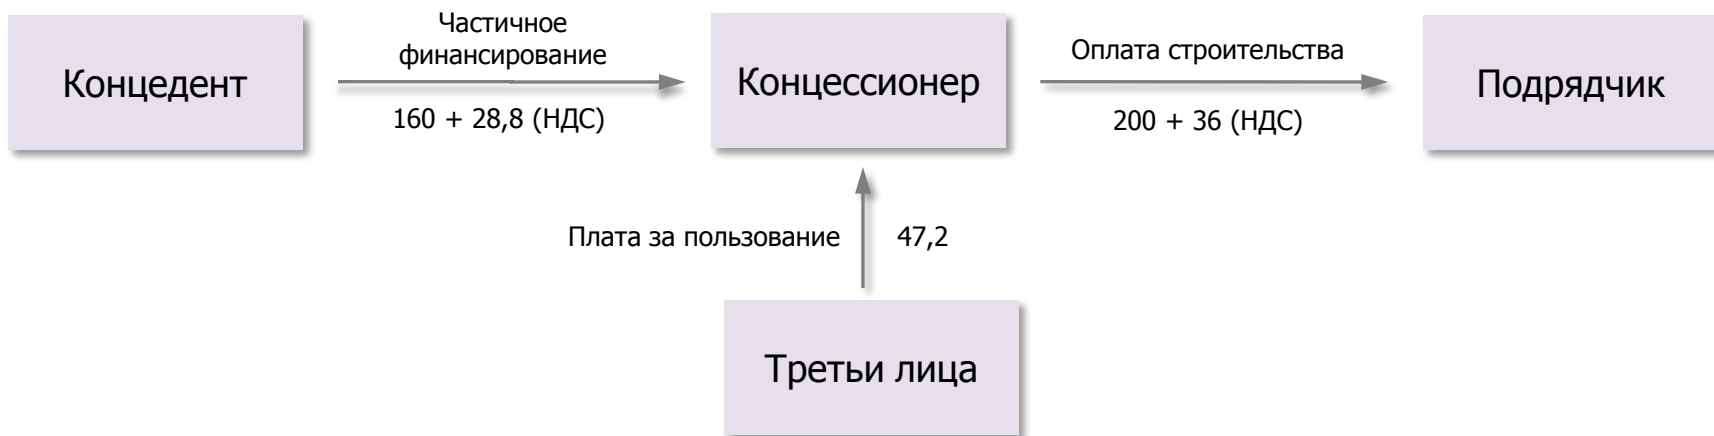 Концедент
Частичное
финансирование
160 + 28,8 (НДС)
Концессионер
Оплата строительства
200 + 36 (НДС)
Подрядчик
Плата за пользование
47,2
Третьи лица